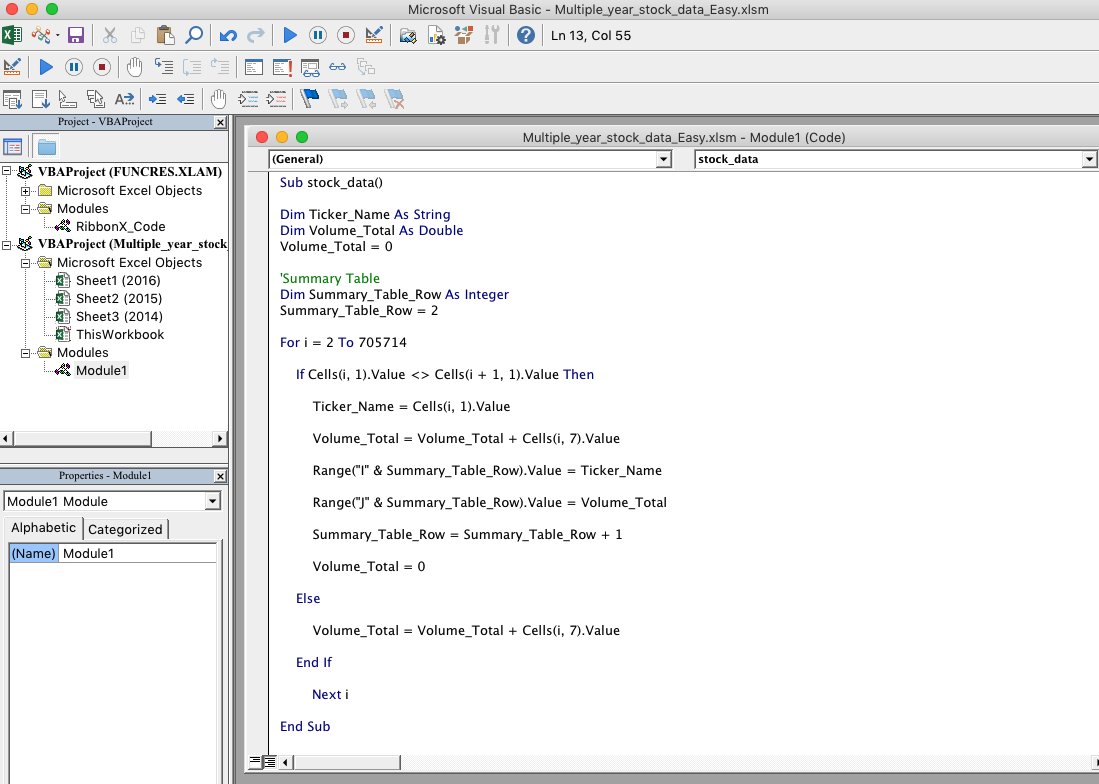 Microsoft Visual Basic - Multiple_year_stock_data_Easy.xlsm
Ln 13, Col 55
Project - VBAProject
VBAProject (FUNCRES.XLAM)
Microsoft Excel Objects
Modules
RibbonX_Code
VBAProject (Multiple_year_stock_
Microsoft Excel Objects
Sheet1 (2016)
Sheet2 (2015)
Sheet3 (2014)
ThisWorkbook
Modules
Module1
Properties - Module1
Module1 Module
Alphabetic Categorized
(Name) Module1
Multiple_year_stock_data_Easy.xlsm - Module1 (Code)
(General) stock_data
Sub stock_data()
Dim Ticker_Name As String
Dim Volume_Total As Double
Volume_Total = 0
'Summary Table
Dim Summary_Table_Row As Integer
Summary_Table_Row = 2
For i = 2 To 705714
If Cells(i, 1).Value <> Cells(i + 1, 1).Value Then
Ticker_Name = Cells(i, 1).Value
Volume_Total = Volume_Total + Cells(i, 7).Value
Range("I" & Summary_Table_Row).Value = Ticker_Name
Range("J" & Summary_Table_Row).Value = Volume_Total
Summary_Table_Row = Summary_Table_Row + 1
Volume_Total = 0
Else
Volume_Total = Volume_Total + Cells(i, 7).Value
End If
Next i
End Sub